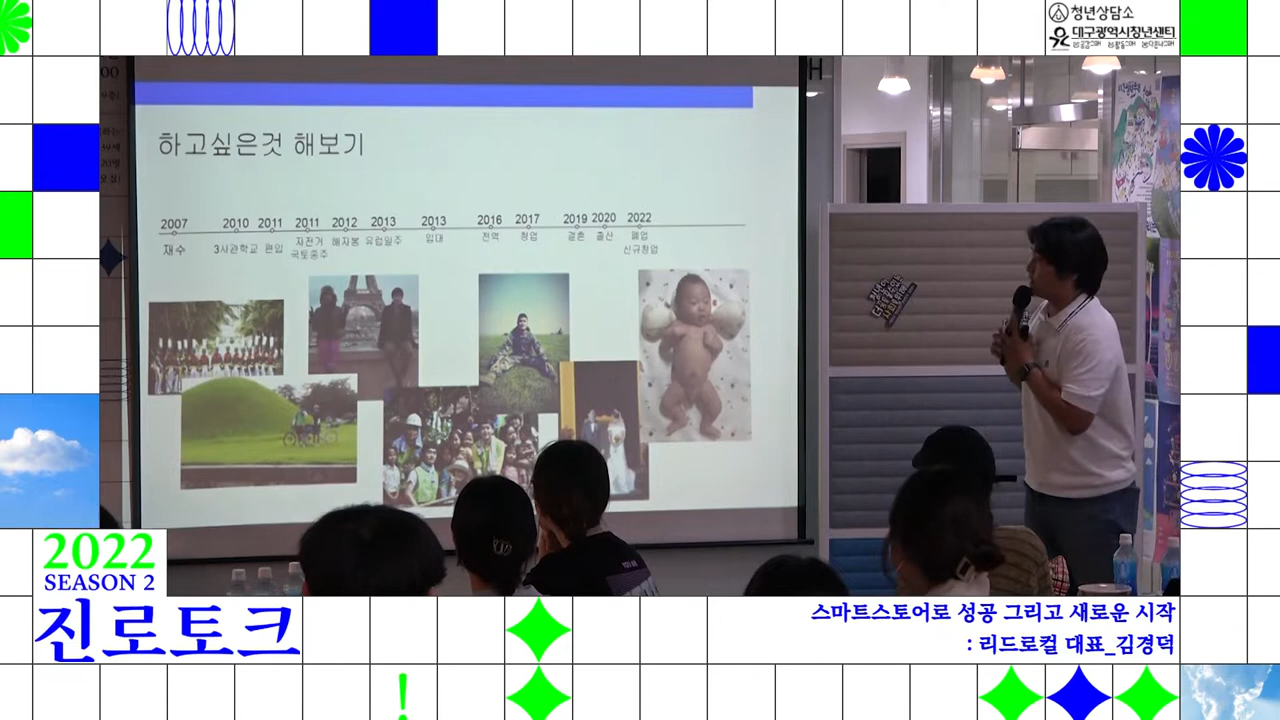 청년상담소
대구광역시청년센터
하고싶은것 해보기
2007 2010 2011 2011 2012 2013 2013 2016 2017 2019 2020 2022
재수 3사관학교 편입 자전거 해자봉 유럽일주 임대 전역 창업 결혼 출산 폐업
국토종주 신규창업
2022
SEASON 2
진로토크
스마트스토어로 성공 그리고 새로운 시작
: 리드로컬 대표_김경덕
!